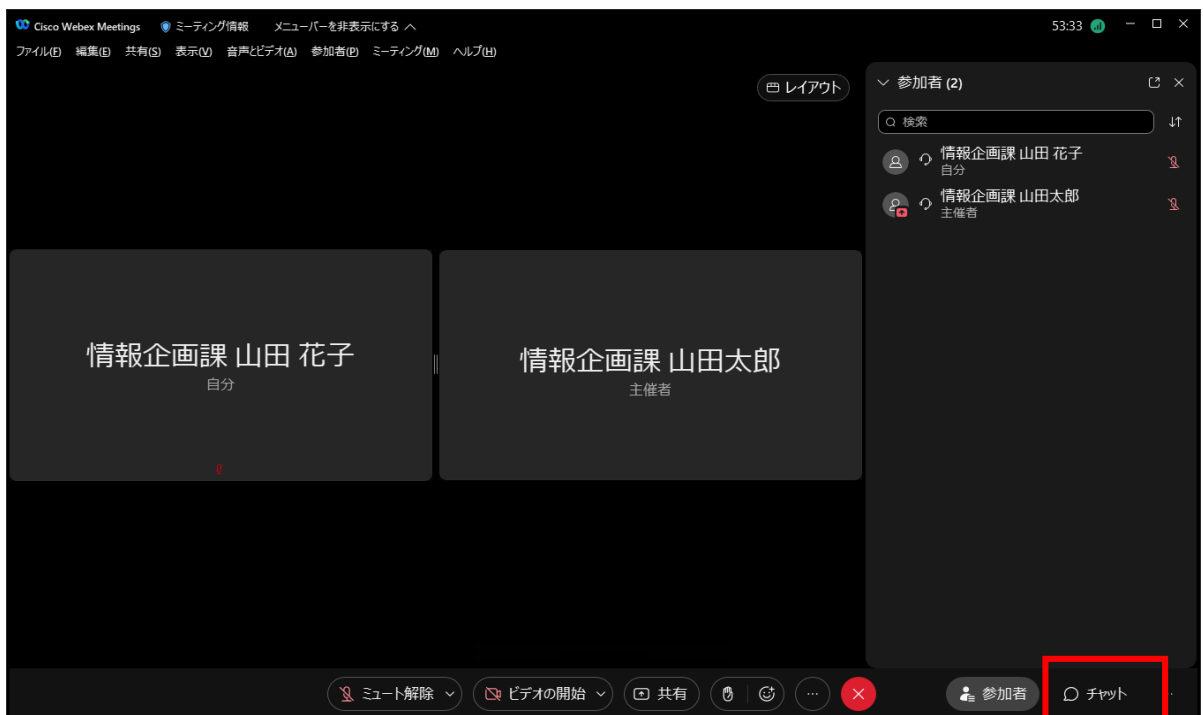 Cisco Webex Meetings ミーティング情報 メニューバーを非表示にする 53:33
ファイル(F) 編集(E) 共有(S) 表示(V) 音声とビデオ(A) 参加者(P) ミーティング(M) ヘルプ(H)
レイアウト
参加者 (2)
検索
情報企画課 山田 花子
自分
情報企画課 山田太郎
主催者
情報企画課 山田 花子
自分
情報企画課 山田太郎
主催者
ミュート解除 ビデオの開始 共有 参加者 チャット